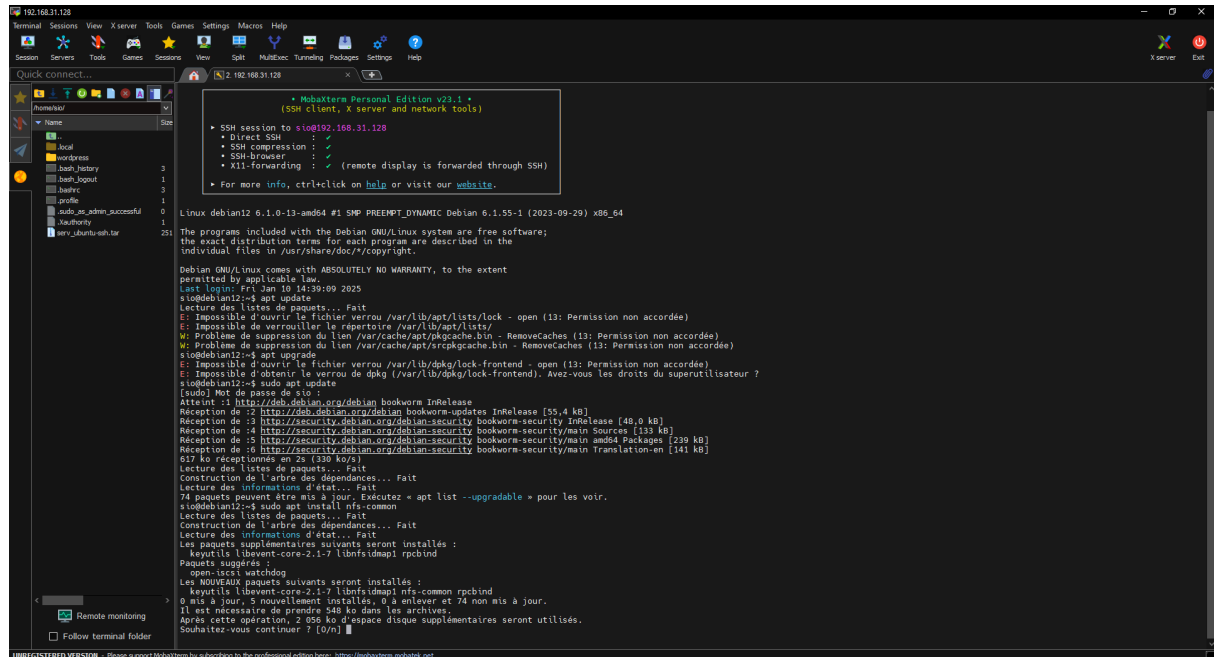 192.168.31.128
Terminal Sessions View X server Tools Games Settings Macros Help
Session Servers Tools Games Sessions View Split MultiExec Tunneling Packages Settings Help X server Exit
Quick connect...
2. 192.168.31.128
/home/sio/
Name Size
..
.local
wordpress
.bash_history 3
.bash_logout 1
.bashrc 3
.profile 1
.sudo_as_admin_successful 0
.Xauthority 1
serv_ubuntu-ssh.tar 251
Remote monitoring
Follow terminal folder
• MobaXterm Personal Edition v23.1 •
(SSH client, X server and network tools)
► SSH session to sio@192.168.31.128
• Direct SSH : ✓
• SSH compression : ✓
• SSH-browser : ✓
• X11-forwarding : ✓ (remote display is forwarded through SSH)
► For more info, ctrl+click on help or visit our website.
Linux debian12 6.1.0-13-amd64 #1 SMP PREEMPT_DYNAMIC Debian 6.1.55-1 (2023-09-29) x86_64
The programs included with the Debian GNU/Linux system are free software;
the exact distribution terms for each program are described in the
individual files in /usr/share/doc/*/copyright.
Debian GNU/Linux comes with ABSOLUTELY NO WARRANTY, to the extent
permitted by applicable law.
Last login: Fri Jan 10 14:39:09 2025
sio@debian12:~$ apt update
Lecture des listes de paquets... Fait
E: Impossible d'ouvrir le fichier verrou /var/lib/apt/lists/lock - open (13: Permission non accordée)
E: Impossible de verrouiller le répertoire /var/lib/apt/lists/
W: Problème de suppression du lien /var/cache/apt/pkgcache.bin - RemoveCaches (13: Permission non accordée)
W: Problème de suppression du lien /var/cache/apt/srcpkgcache.bin - RemoveCaches (13: Permission non accordée)
sio@debian12:~$ apt upgrade
E: Impossible d'ouvrir le fichier verrou /var/lib/dpkg/lock-frontend - open (13: Permission non accordée)
E: Impossible d'obtenir le verrou de dpkg (/var/lib/dpkg/lock-frontend). Avez-vous les droits du superutilisateur ?
sio@debian12:~$ sudo apt update
[sudo] Mot de passe de sio :
Atteint :1 http://deb.debian.org/debian bookworm InRelease
Réception de :2 http://deb.debian.org/debian bookworm-updates InRelease [55,4 kB]
Réception de :3 http://security.debian.org/debian-security bookworm-security InRelease [48,0 kB]
Réception de :4 http://security.debian.org/debian-security bookworm-security/main Sources [133 kB]
Réception de :5 http://security.debian.org/debian-security bookworm-security/main amd64 Packages [239 kB]
Réception de :6 http://security.debian.org/debian-security bookworm-security/main Translation-en [141 kB]
617 ko réceptionnés en 2s (330 ko/s)
Lecture des listes de paquets... Fait
Construction de l'arbre des dépendances... Fait
Lecture des informations d'état... Fait
74 paquets peuvent être mis à jour. Exécutez « apt list --upgradable » pour les voir.
sio@debian12:~$ sudo apt install nfs-common
Lecture des listes de paquets... Fait
Construction de l'arbre des dépendances... Fait
Lecture des informations d'état... Fait
Les paquets supplémentaires suivants seront installés :
keyutils libevent-core-2.1-7 libnfsidmap1 rpcbind
Paquets suggérés :
open-iscsi watchdog
Les NOUVEAUX paquets suivants seront installés :
keyutils libevent-core-2.1-7 libnfsidmap1 nfs-common rpcbind
0 mis à jour, 5 nouvellement installés, 0 à enlever et 74 non mis à jour.
Il est nécessaire de prendre 548 ko dans les archives.
Après cette opération, 2 056 ko d'espace disque supplémentaires seront utilisés.
Souhaitez-vous continuer ? [O/n]
UNREGISTERED VERSION - Please support MobaXterm by subscribing to the professional edition here: https://mobaxterm.mobatek.net